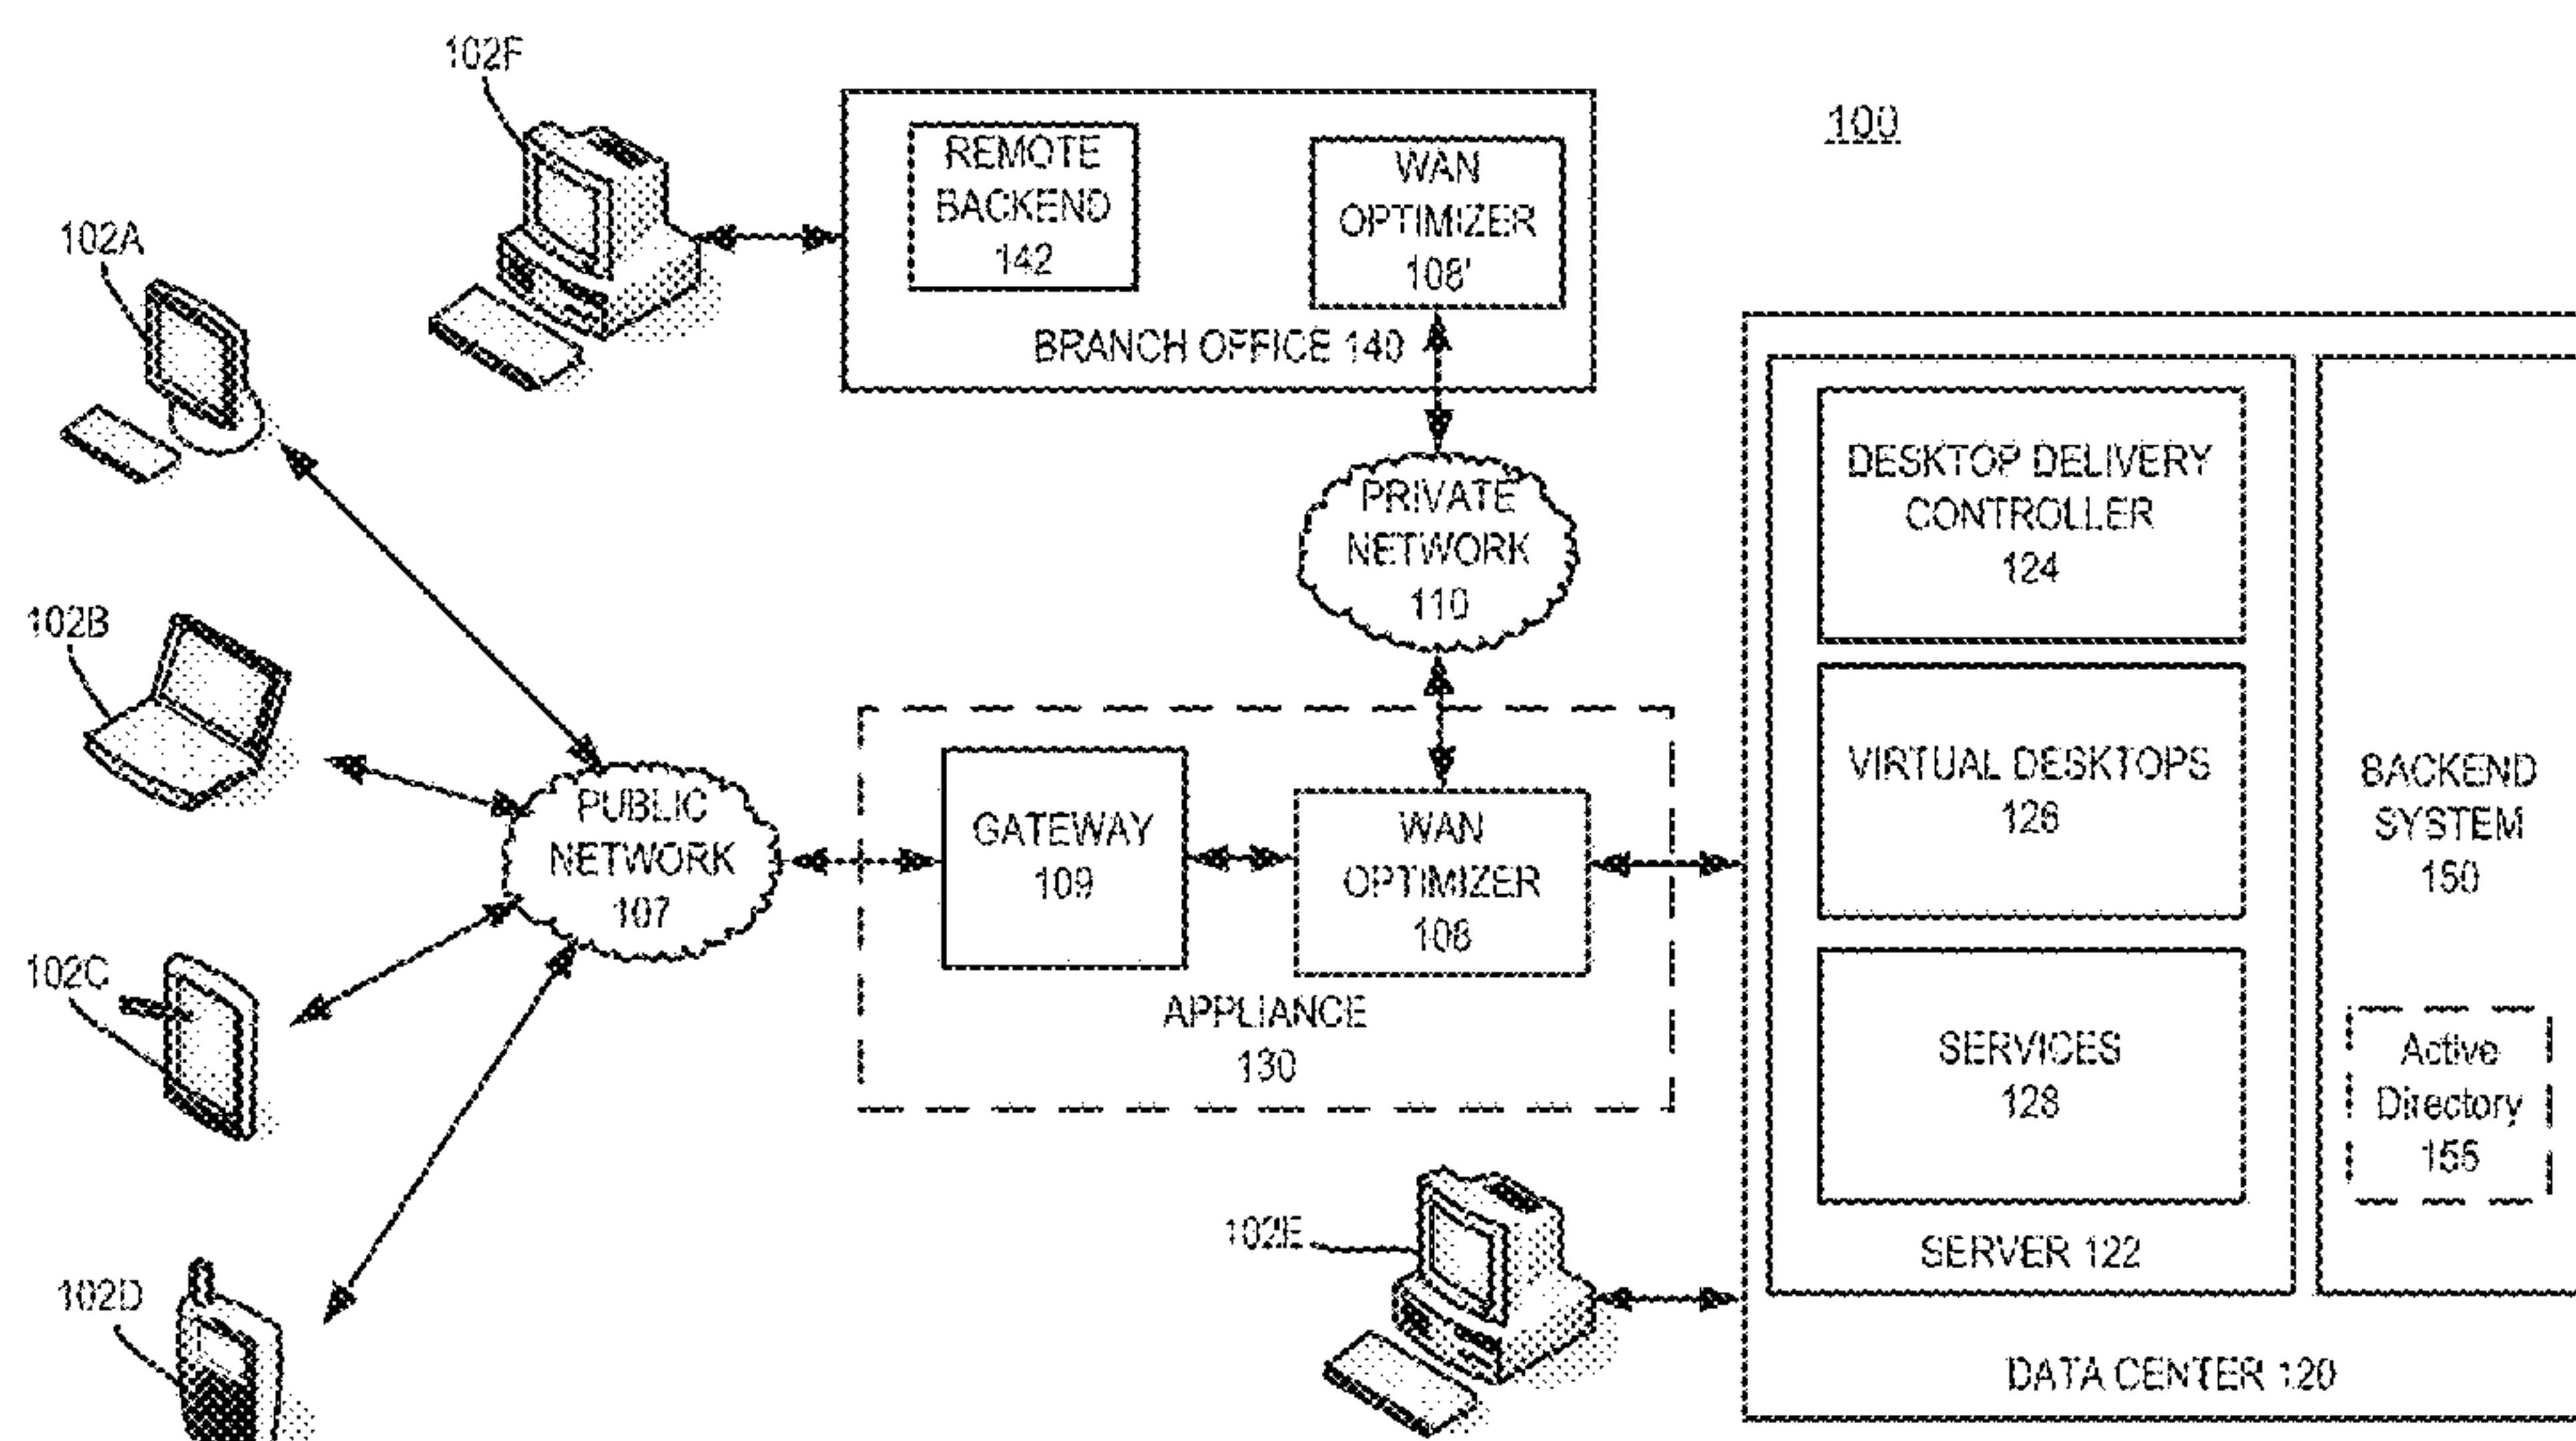 102F
100
REMOTE
BACKEND
142
WAN
OPTIMIZER
108'
BRANCH OFFICE 140
102A
PRIVATE
NETWORK
110
DESKTOP DELIVERY
CONTROLLER
124
102B
VIRTUAL DESKTOPS
126
BACKEND
SYSTEM
150
PUBLIC
NETWORK
107
GATEWAY
109
WAN
OPTIMIZER
108
APPLIANCE
130
102C
SERVICES
128
Active
Directory
155
102D
102E
SERVER 122
DATA CENTER 120